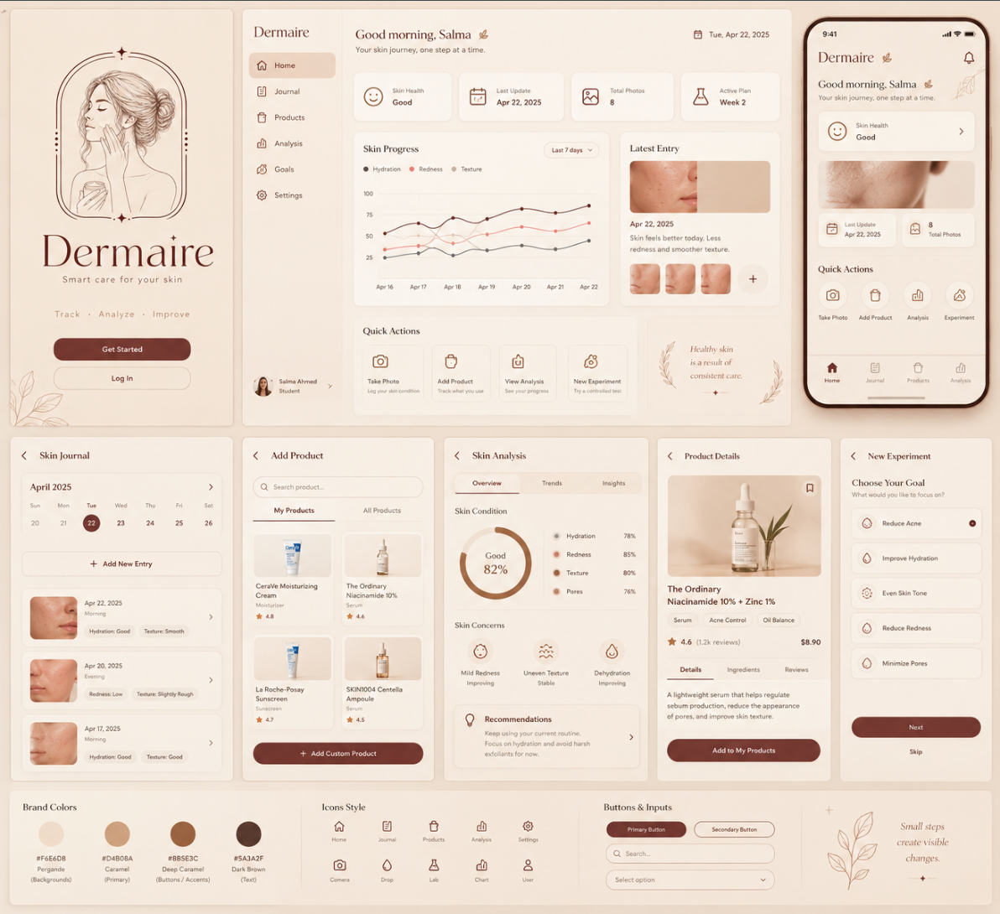 Dermaire
Smart care for your skin
Track · Analyze · Improve
Get Started
Log In
Dermaire
Home
Journal
Products
Analysis
Goals
Settings
Salma Ahmed
Student
Good morning, Salma
Your skin journey, one step at a time.
Tue, Apr 22, 2025
Skin Health
Good
Last Update
Apr 22, 2025
Total Photos
8
Active Plan
Week 2
Skin Progress
Last 7 days
Hydration
Redness
Texture
100
75
50
25
Apr 16
Apr 17
Apr 18
Apr 19
Apr 20
Apr 21
Apr 22
Latest Entry
Apr 22, 2025
Skin feels better today. Less
redness and smoother texture.
+
Quick Actions
Take Photo
Log your skin condition
Add Product
Track what you use
View Analysis
See your progress
New Experiment
Try a controlled test
Healthy skin
is a result of
consistent care.
9:41
Dermaire
Good morning, Salma
Your skin journey, one step at a time.
Skin Health
Good
Last Update
Apr 22, 2025
8
Total Photos
Quick Actions
Take Photo
Add Product
Analysis
Experiment
Home
Journal
Products
Analysis
Skin Journal
April 2025
Sun
Mon
Tue
Wed
Thu
Fri
Sat
20
21
22
23
24
25
26
+ Add New Entry
Apr 22, 2025
Morning
Hydration: Good
Texture: Smooth
Apr 20, 2025
Evening
Redness: Low
Texture: Slightly Rough
Apr 17, 2025
Morning
Hydration: Good
Texture: Good
Add Product
Search product...
My Products
All Products
CeraVe Moisturizing
Cream
Moisturizer
4.8
The Ordinary
Niacinamide 10%
Serum
4.6
La Roche-Posay
Sunscreen
Sunscreen
4.7
SKIN1004 Centella
Ampoule
Serum
4.5
+ Add Custom Product
Skin Analysis
Overview
Trends
Insights
Skin Condition
Good
82%
Hydration 78%
Redness 85%
Texture 80%
Pores 76%
Skin Concerns
Mild Redness
Improving
Uneven Texture
Stable
Dehydration
Improving
Recommendations
Keep using your current routine.
Focus on hydration and avoid harsh
exfoliants for now.
Product Details
The Ordinary
Niacinamide 10% + Zinc 1%
Serum
Acne Control
Oil Balance
4.6 (1.2k reviews)
$8.90
Details
Ingredients
Reviews
A lightweight serum that helps regulate
sebum production, reduce the appearance
of pores, and improve skin texture.
Add to My Products
New Experiment
Choose Your Goal
What would you like to focus on?
Reduce Acne
Improve Hydration
Even Skin Tone
Reduce Redness
Minimize Pores
Next
Skip
Brand Colors
#F6E6D8
Pergande
(Backgrounds)
#D4B08A
Caramel
(Primary)
#BB5E3C
Deep Caramel
(Buttons / Accents)
#5A3A2F
Dark Brown
(Text)
Icons Style
Home
Journal
Products
Analysis
Settings
Camera
Drop
Lab
Chart
User
Buttons & Inputs
Primary Button
Secondary Button
Search...
Select option
Small steps
create visible
changes.